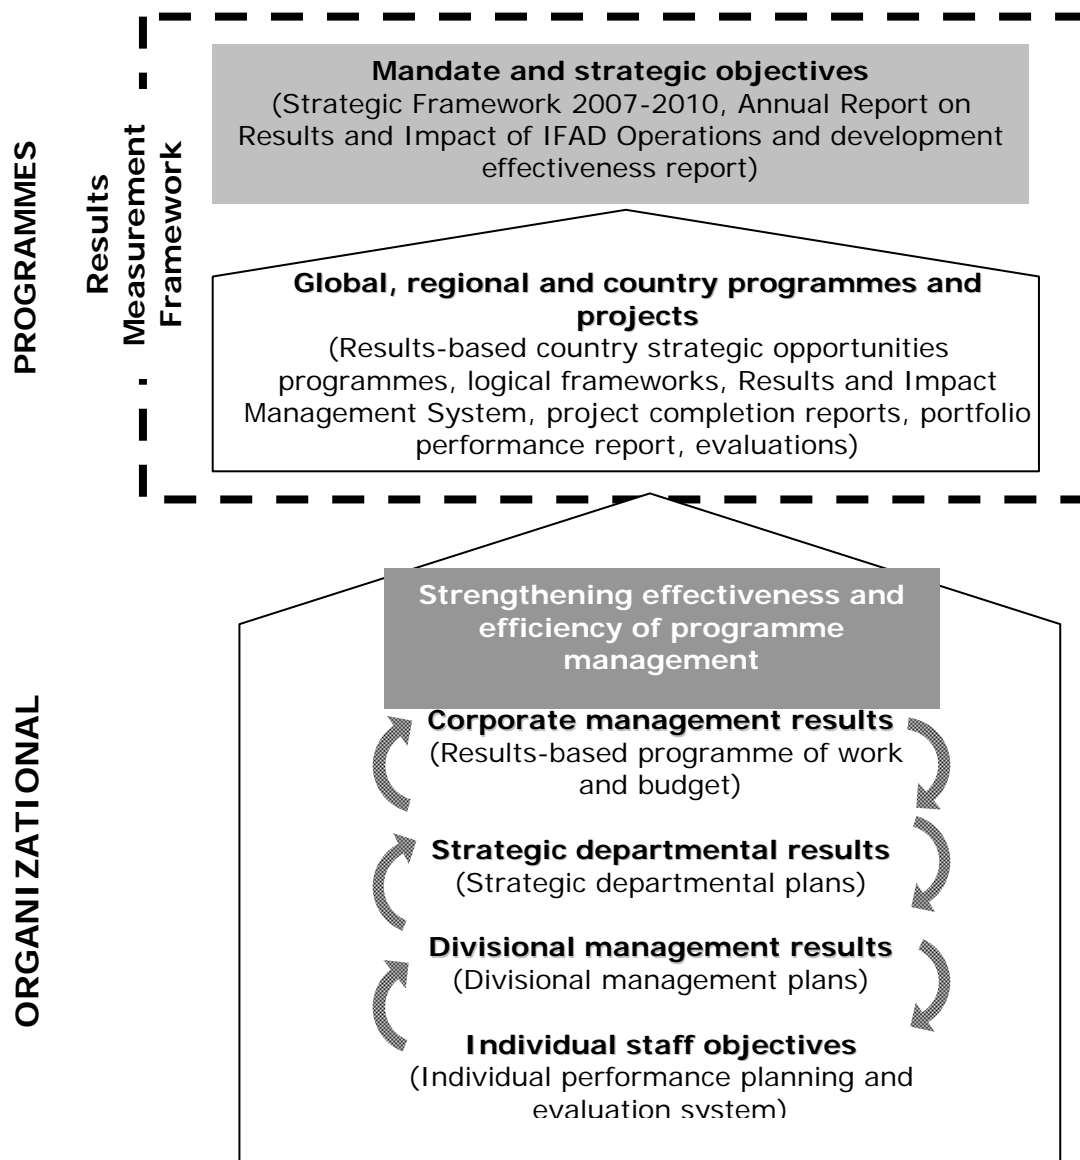 PROGRAMMES
Results
Measurement
Framework
Mandate and strategic objectives
(Strategic Framework 2007-2010, Annual Report on
Results and Impact of IFAD Operations and development
effectiveness report)
Global, regional and country programmes and
projects
(Results-based country strategic opportunities
programmes, logical frameworks, Results and Impact
Management System, project completion reports, portfolio
performance report, evaluations)
ORGANIZATIONAL
Strengthening effectiveness and
efficiency of programme
management
Corporate management results
(Results-based programme of work
and budget)
Strategic departmental results
(Strategic departmental plans)
Divisional management results
(Divisional management plans)
Individual staff objectives
(Individual performance planning and
evaluation system)